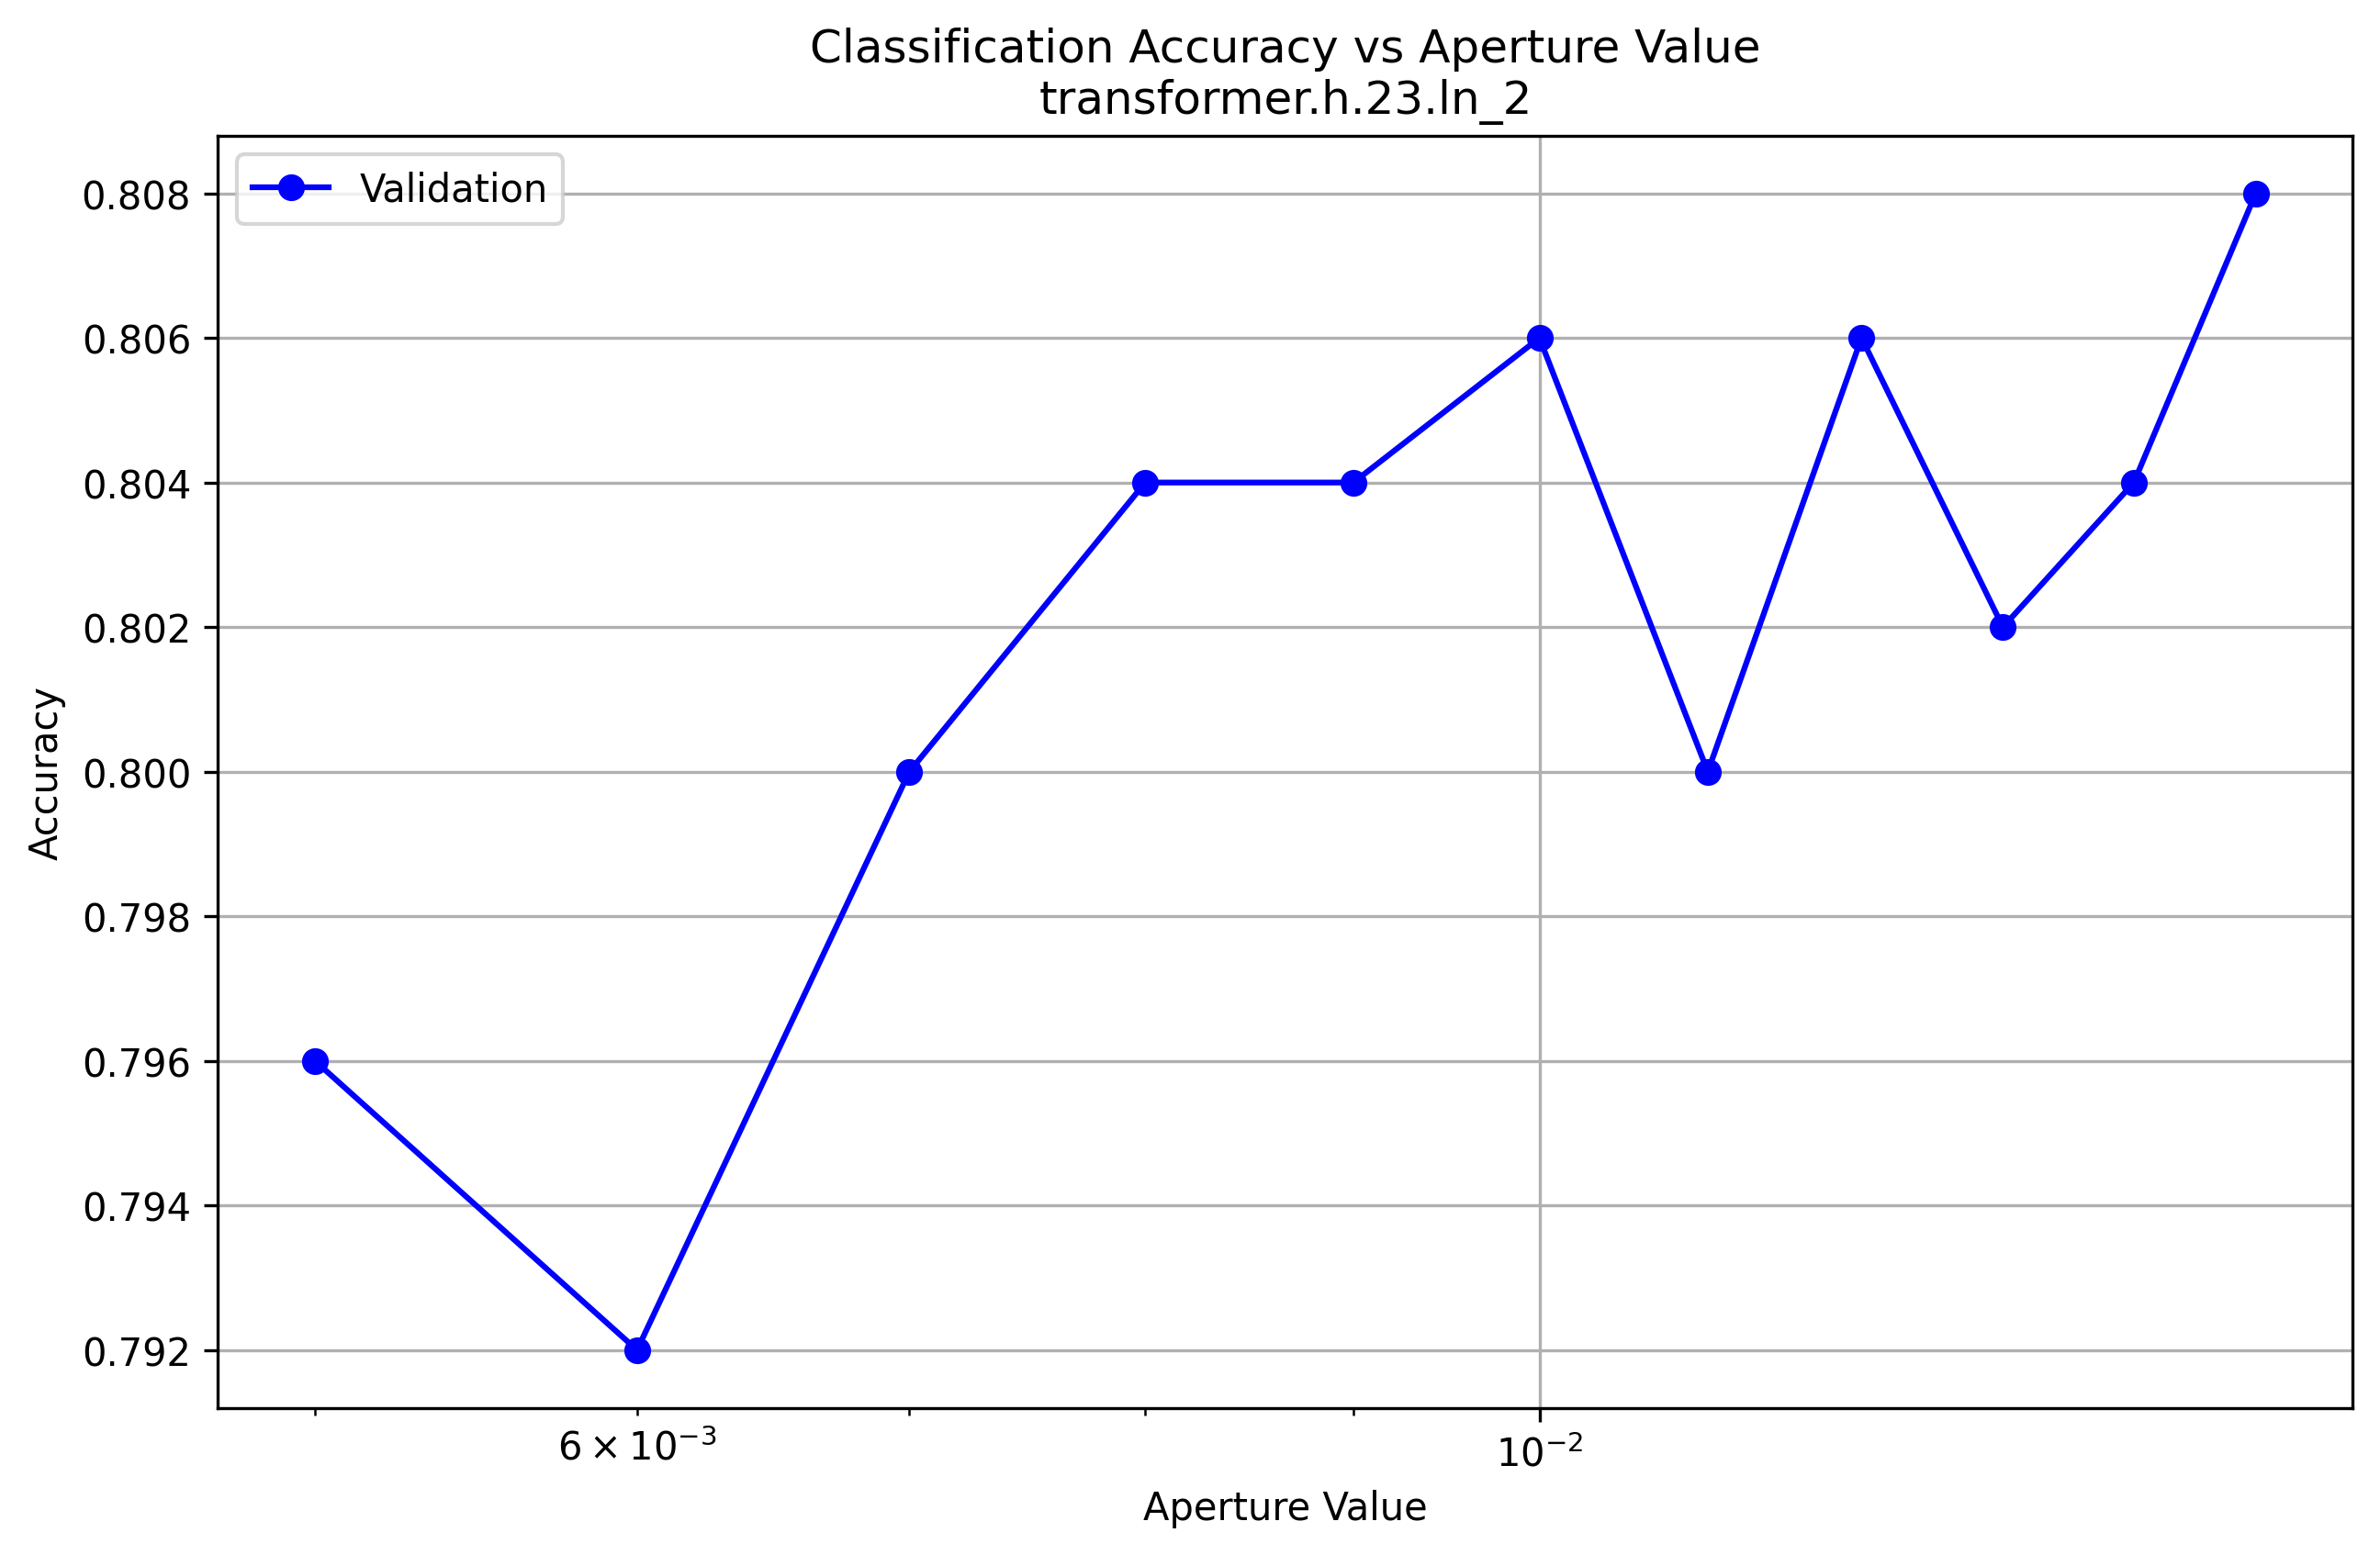 Classification Accuracy vs Aperture Value
transformer.h.23.ln_2
Validation
0.808
0.806
0.804
0.802
0.800
0.798
0.796
0.794
0.792
Accuracy
6 × 10⁻³
10⁻²
Aperture Value